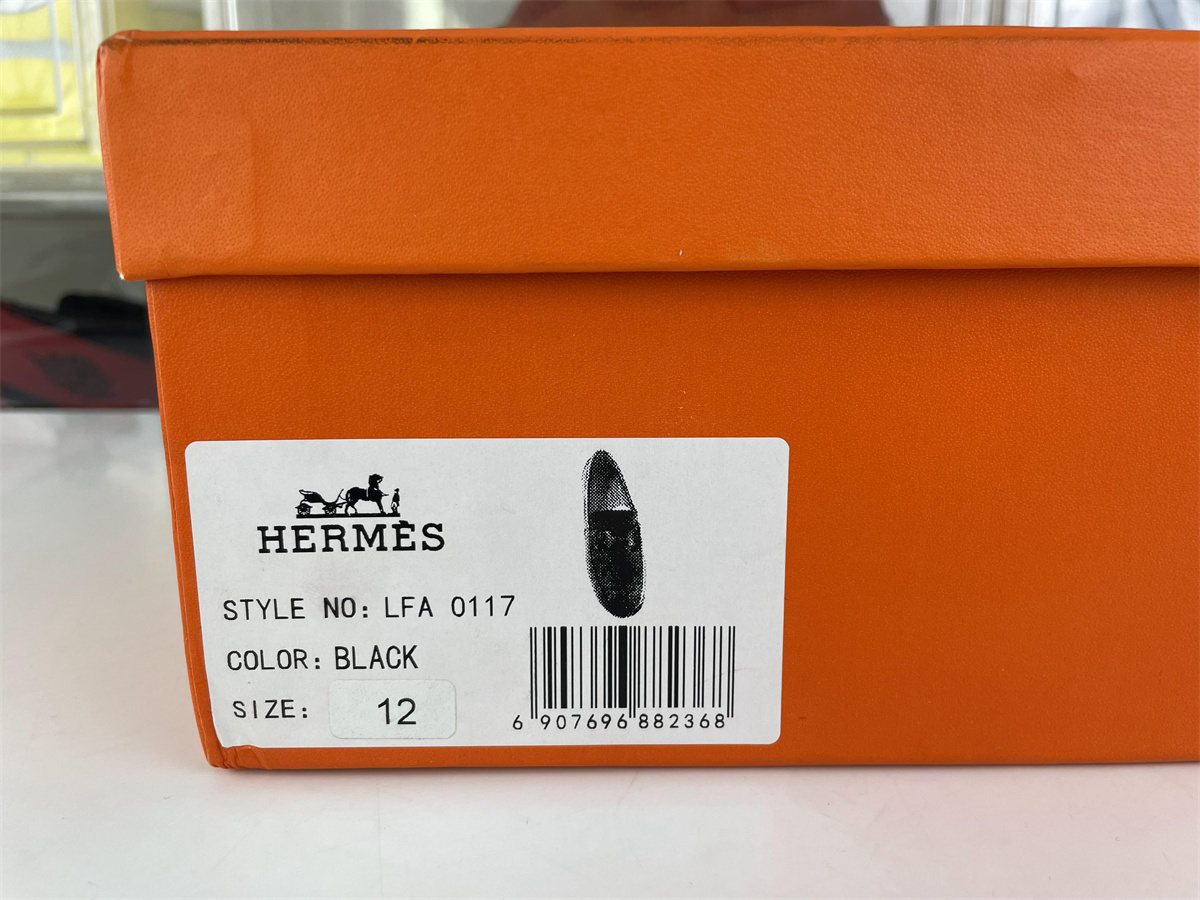 HERMÈS
STYLE NO: LFA 0117
COLOR: BLACK
SIZE: 12
6 907696 882368